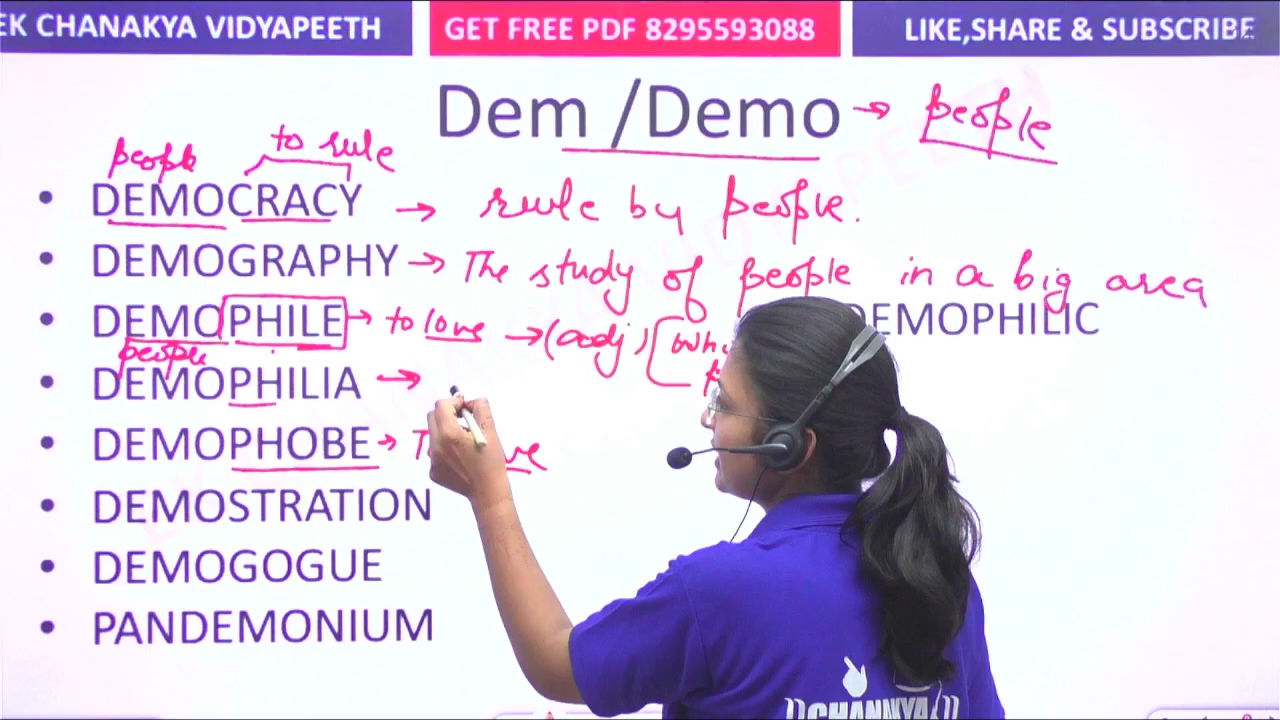 EK CHANAKYA VIDYAPEETH
GET FREE PDF 8295593088
LIKE,SHARE & SUBSCRIBE
Dem /Demo → people
people to rule
• DEMOCRACY → rule by people.
• DEMOGRAPHY → The study of people in a big area
• DEMOPHILE → to love → (adj) DEMOPHILIC
people
• DEMOPHILIA →
• DEMOPHOBE →
• DEMOSTRATION
• DEMOGOGUE
• PANDEMONIUM